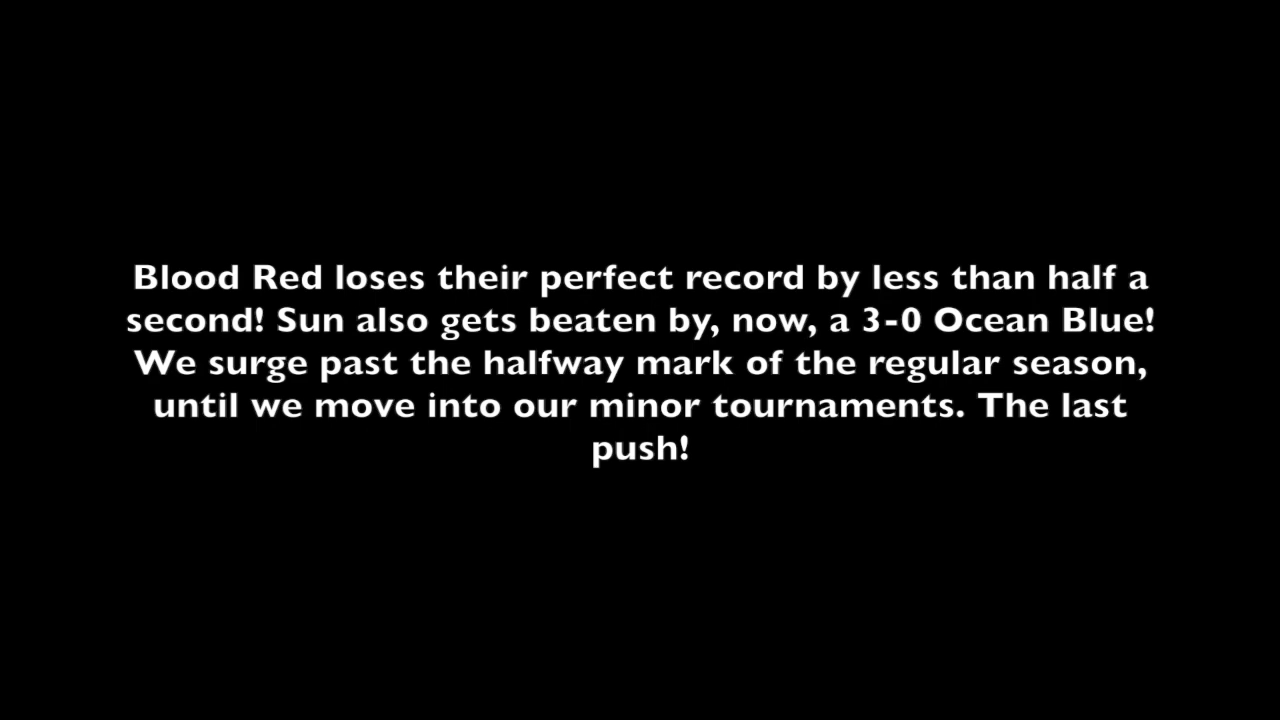 Blood Red loses their perfect record by less than half a
second! Sun also gets beaten by, now, a 3-0 Ocean Blue!
We surge past the halfway mark of the regular season,
until we move into our minor tournaments. The last
push!